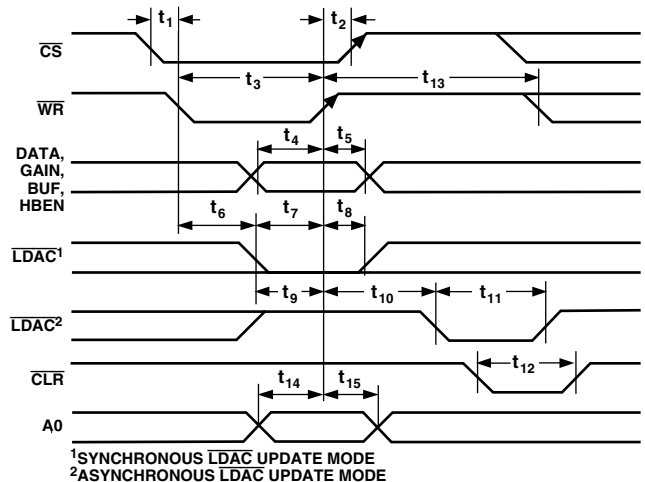 t1 t2
CS
t3 t13
WR
t4 t5
DATA,
GAIN,
BUF,
HBEN
t6 t7 t8
LDAC1
t9 t10 t11
LDAC2
t12
CLR
t14 t15
A0
1SYNCHRONOUS LDAC UPDATE MODE
2ASYNCHRONOUS LDAC UPDATE MODE